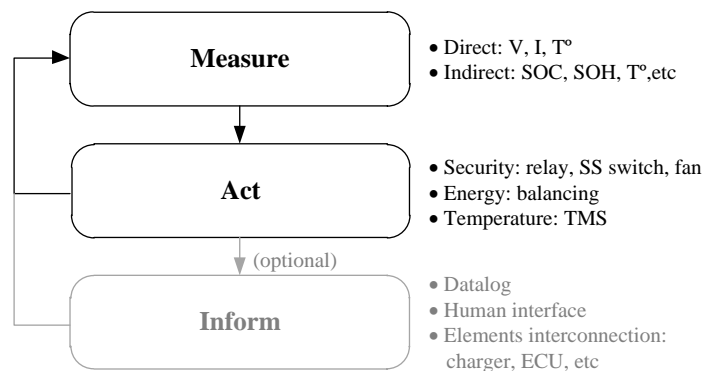 Measure
• Direct: V, I, Tº
• Indirect: SOC, SOH, Tº,etc
Act
• Security: relay, SS switch, fan
• Energy: balancing
• Temperature: TMS
(optional)
Inform
• Datalog
• Human interface
• Elements interconnection:
charger, ECU, etc